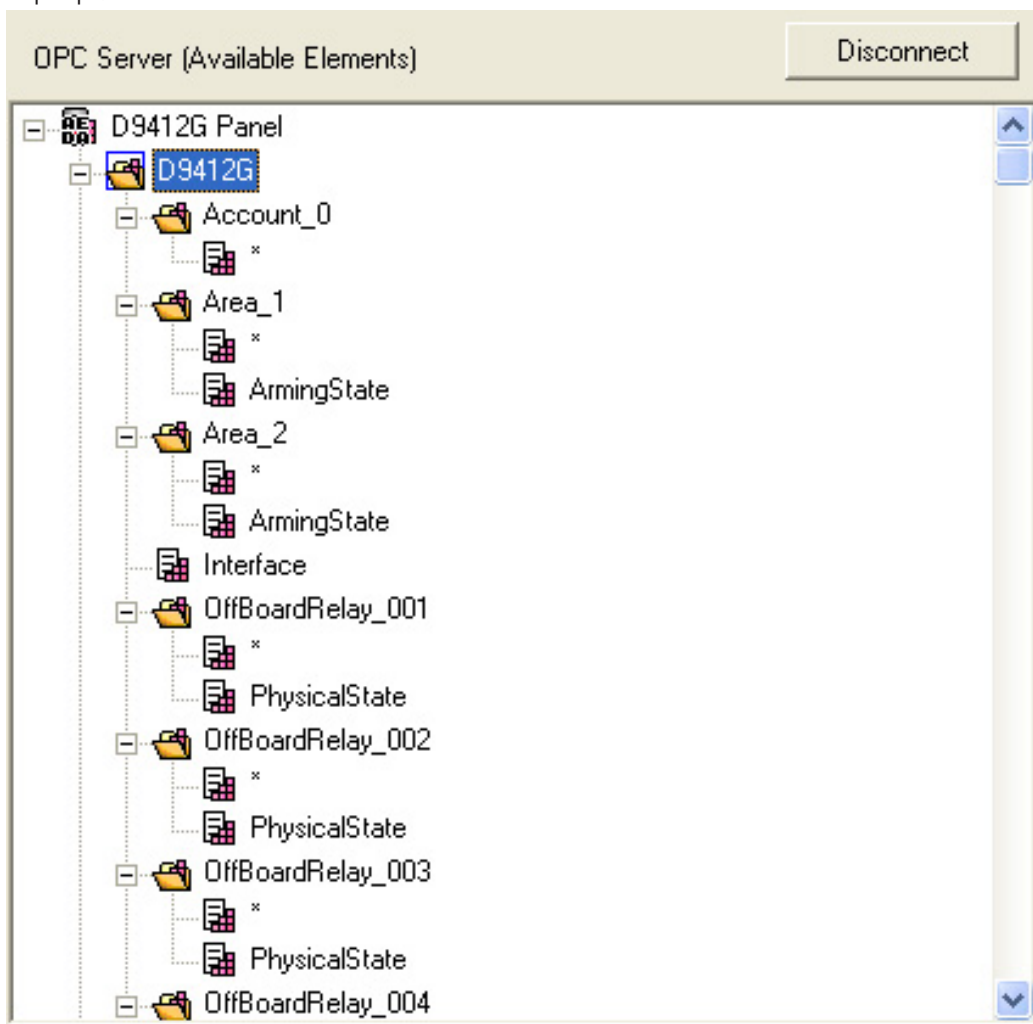 OPC Server (Available Elements)
Disconnect
D9412G Panel
D9412G
Account_0
*
Area_1
*
ArmingState
Area_2
*
ArmingState
Interface
OffBoardRelay_001
*
PhysicalState
OffBoardRelay_002
*
PhysicalState
OffBoardRelay_003
*
PhysicalState
OffBoardRelay_004